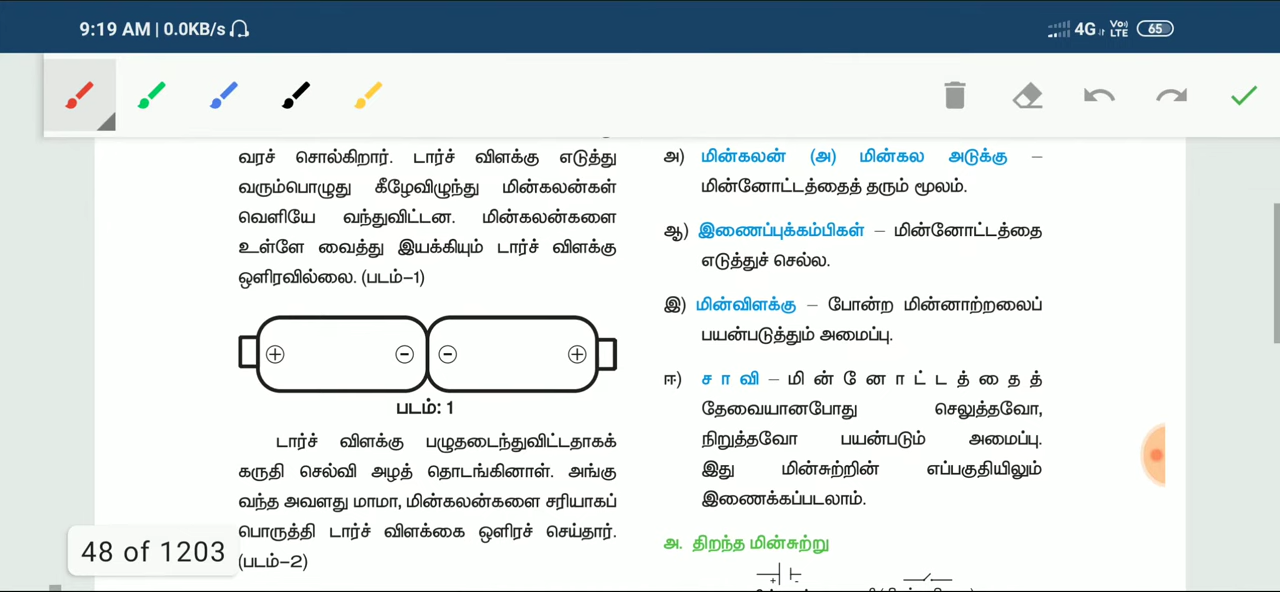 9:19 AM | 0.0KB/s
4G
Vo))
LTE
65
வரச் சொல்கிறார். டார்ச் விளக்கு எடுத்து
வரும்பொழுது கீழேவிழுந்து மின்கலன்கள்
வெளியே வந்துவிட்டன. மின்கலன்களை
உள்ளே வைத்து இயக்கியும் டார்ச் விளக்கு
ஒளிரவில்லை. (படம்–1)
+ − − +
படம்: 1
டார்ச் விளக்கு பழுதடைந்துவிட்டதாகக்
கருதி செல்வி அழத் தொடங்கினாள். அங்கு
வந்த அவளது மாமா, மின்கலன்களை சரியாகப்
பொருத்தி டார்ச் விளக்கை ஒளிரச் செய்தார்.
(படம்–2)
அ) மின்கலன் (அ) மின்கல அடுக்கு –
மின்னோட்டத்தைத் தரும் மூலம்.
ஆ) இணைப்புக்கம்பிகள் – மின்னோட்டத்தை
எடுத்துச் செல்ல.
இ) மின்விளக்கு – போன்ற மின்னாற்றலைப்
பயன்படுத்தும் அமைப்பு.
ஈ) சாவி – மின்னோட்டத்தைத்
தேவையானபோது செலுத்தவோ,
நிறுத்தவோ பயன்படும் அமைப்பு.
இது மின்சுற்றின் எப்பகுதியிலும்
இணைக்கப்படலாம்.
அ. திறந்த மின்சுற்று
+ -
48 of 1203